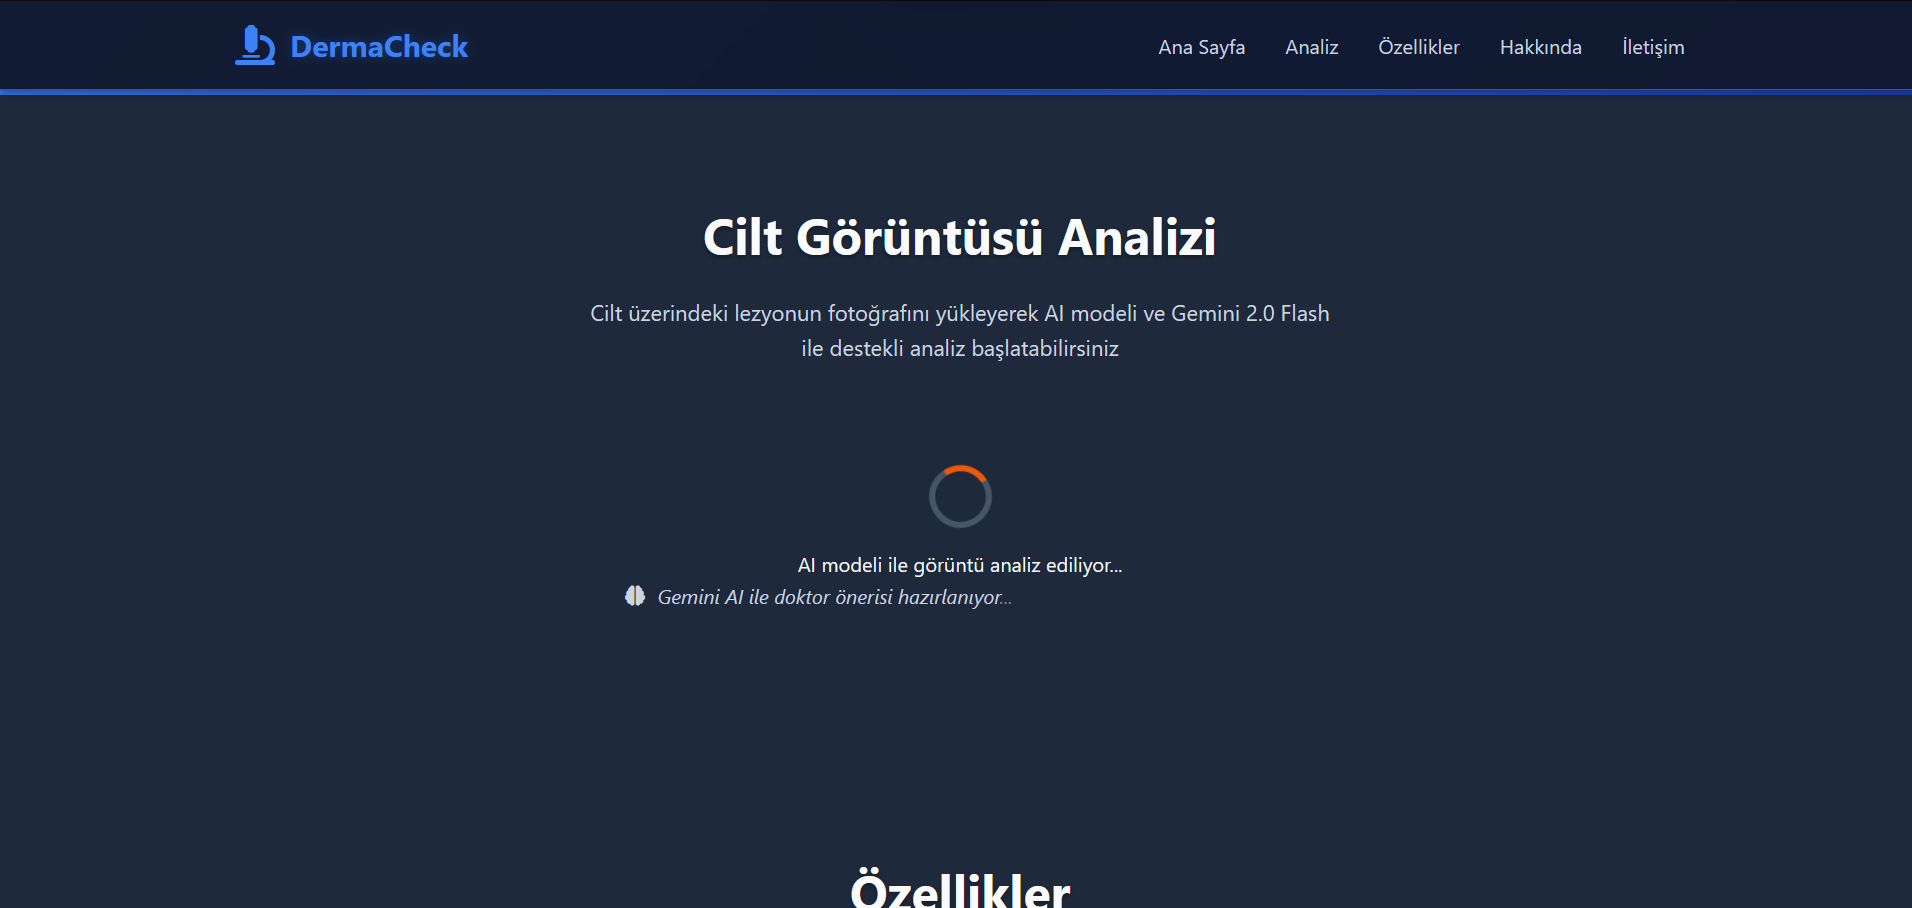 DermaCheck
Ana Sayfa
Analiz
Özellikler
Hakkında
İletişim
Cilt Görüntüsü Analizi
Cilt üzerindeki lezyonun fotoğrafını yükleyerek AI modeli ve Gemini 2.0 Flash
ile destekli analiz başlatabilirsiniz
AI modeli ile görüntü analiz ediliyor...
Gemini AI ile doktor önerisi hazırlanıyor...
Özellikler